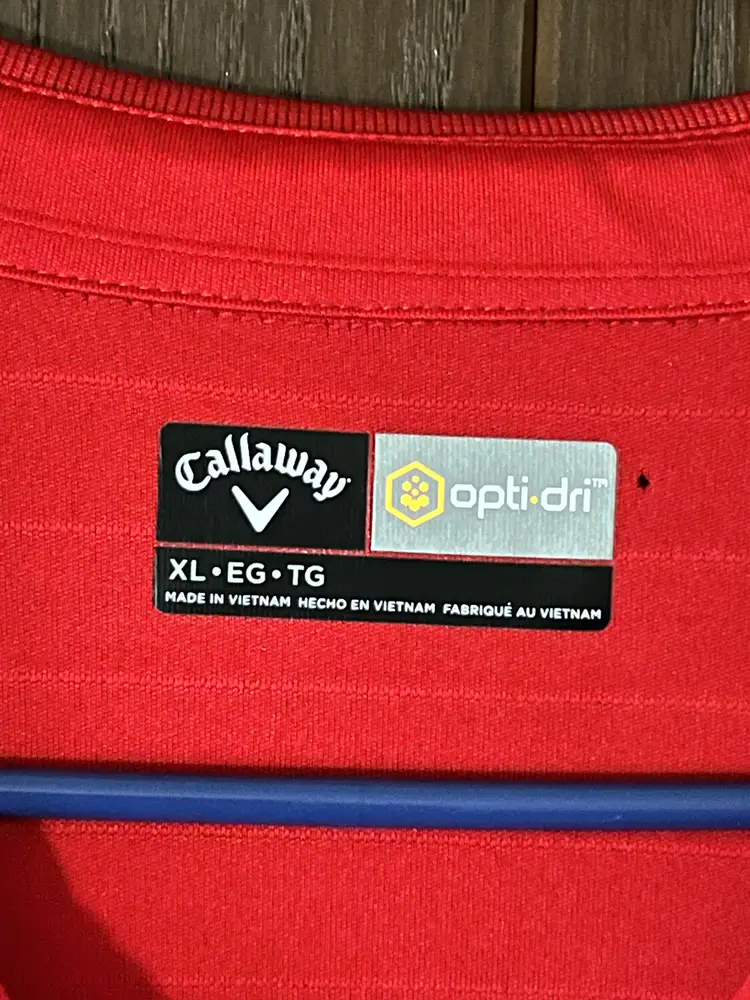 Callaway
opti·dri™
XL • EG • TG
MADE IN VIETNAM HECHO EN VIETNAM FABRIQUÉ AU VIETNAM